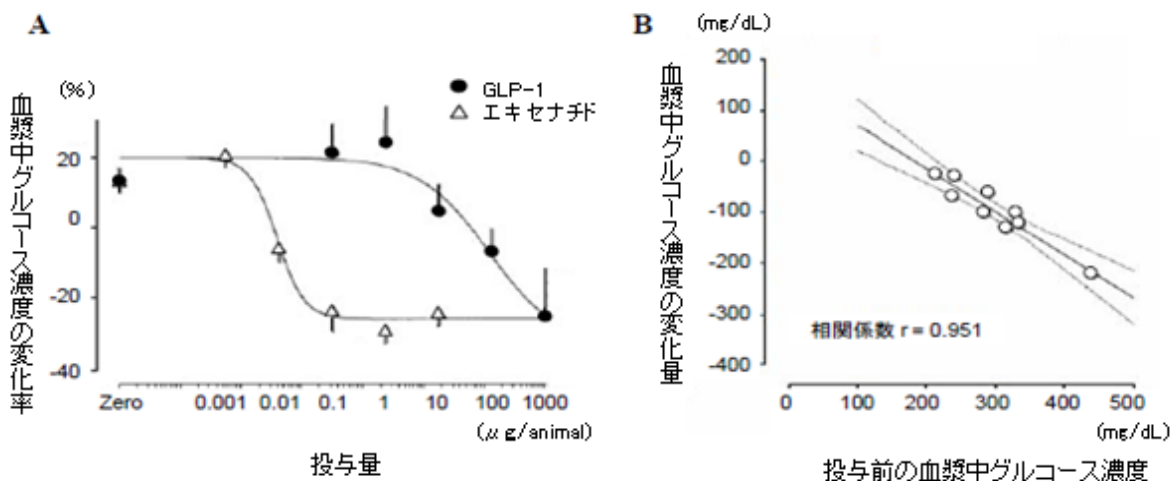 A
(%)
血漿中グルコース濃度の変化率
GLP-1
エキセナチド
20
0
-20
-40
Zero 0.001 0.01 0.1 1 10 100 1000
(μg/animal)
投与量
B
(mg/dL)
血漿中グルコース濃度の変化量
200
100
0
-100
-200
-300
-400
相関係数 r = 0.951
0 100 200 300 400 500
(mg/dL)
投与前の血漿中グルコース濃度